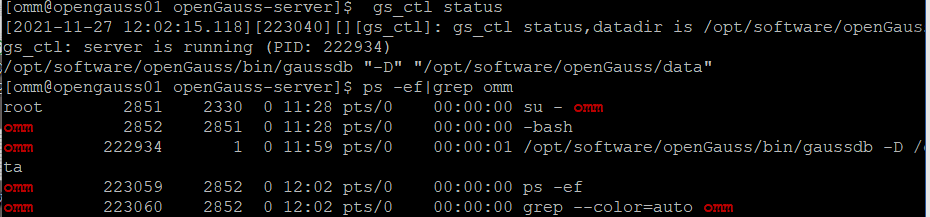 [omm@opengauss01 openGauss-server]$  gs_ctl status
[2021-11-27 12:02:15.118][223040][][gs_ctl]: gs_ctl status,datadir is /opt/software/openGaus
gs_ctl: server is running (PID: 222934)
/opt/software/openGauss/bin/gaussdb "-D" "/opt/software/openGauss/data"
[omm@opengauss01 openGauss-server]$ ps -ef|grep omm
root        2851    2330  0 11:28 pts/0    00:00:00 su - omm
omm         2852    2851  0 11:28 pts/0    00:00:00 -bash
omm       222934       1  0 11:59 pts/0    00:00:01 /opt/software/openGauss/bin/gaussdb -D /
ta
omm       223059    2852  0 12:02 pts/0    00:00:00 ps -ef
omm       223060    2852  0 12:02 pts/0    00:00:00 grep --color=auto omm